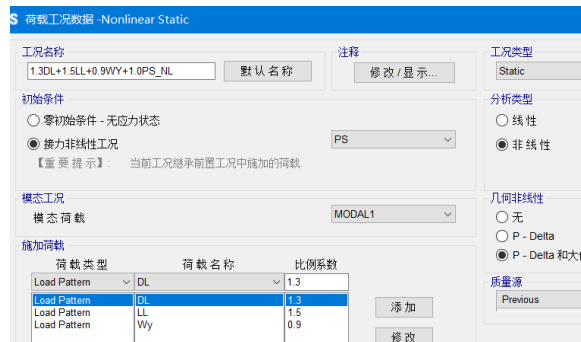 S 荷载工况数据 -Nonlinear Static
工况名称
注释
工况类型
1.3DL+1.5LL+0.9WY+1.0PS_NL
默认名称
修改/显示...
Static
初始条件
分析类型
零初始条件 - 无应力状态
线性
接力非线性工况
PS
非线性
【重要提示】: 当前工况继承前置工况中施加的荷载.
模态工况
几何非线性
模态荷载
MODAL1
无
P - Delta
施加荷载
P - Delta 和大
荷载类型 荷载名称 比例系数
质量源
Load Pattern DL 1.3
Previous
Load Pattern DL 1.3
添加
Load Pattern LL 1.5
Load Pattern Wy 0.9
修改